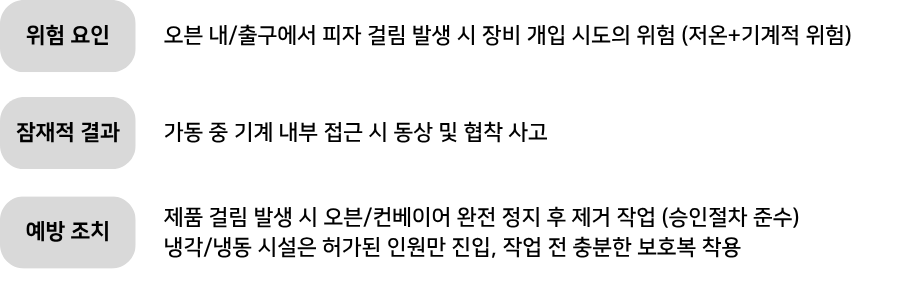 위험 요인
오븐 내/출구에서 피자 걸림 발생 시 장비 개입 시도의 위험 (저온+기계적 위험)
잠재적 결과
가동 중 기계 내부 접근 시 동상 및 협착 사고
예방 조치
제품 걸림 발생 시 오븐/컨베이어 완전 정지 후 제거 작업 (승인절차 준수)
냉각/냉동 시설은 허가된 인원만 진입, 작업 전 충분한 보호복 착용